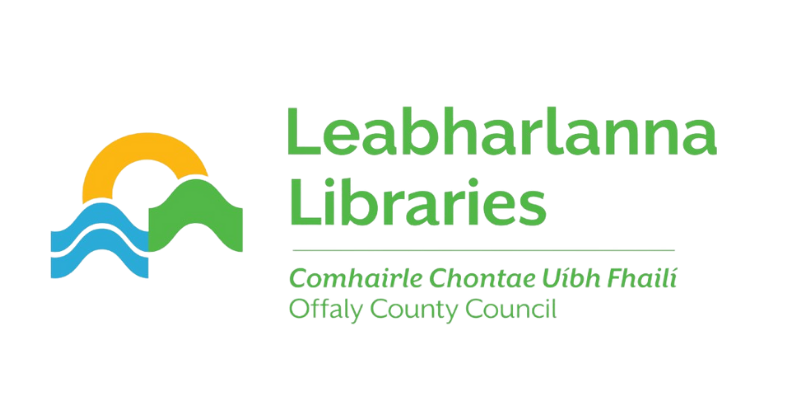 Leabharlanna
Libraries
Comhairle Chontae Uíbh Fhailí
Offaly County Council